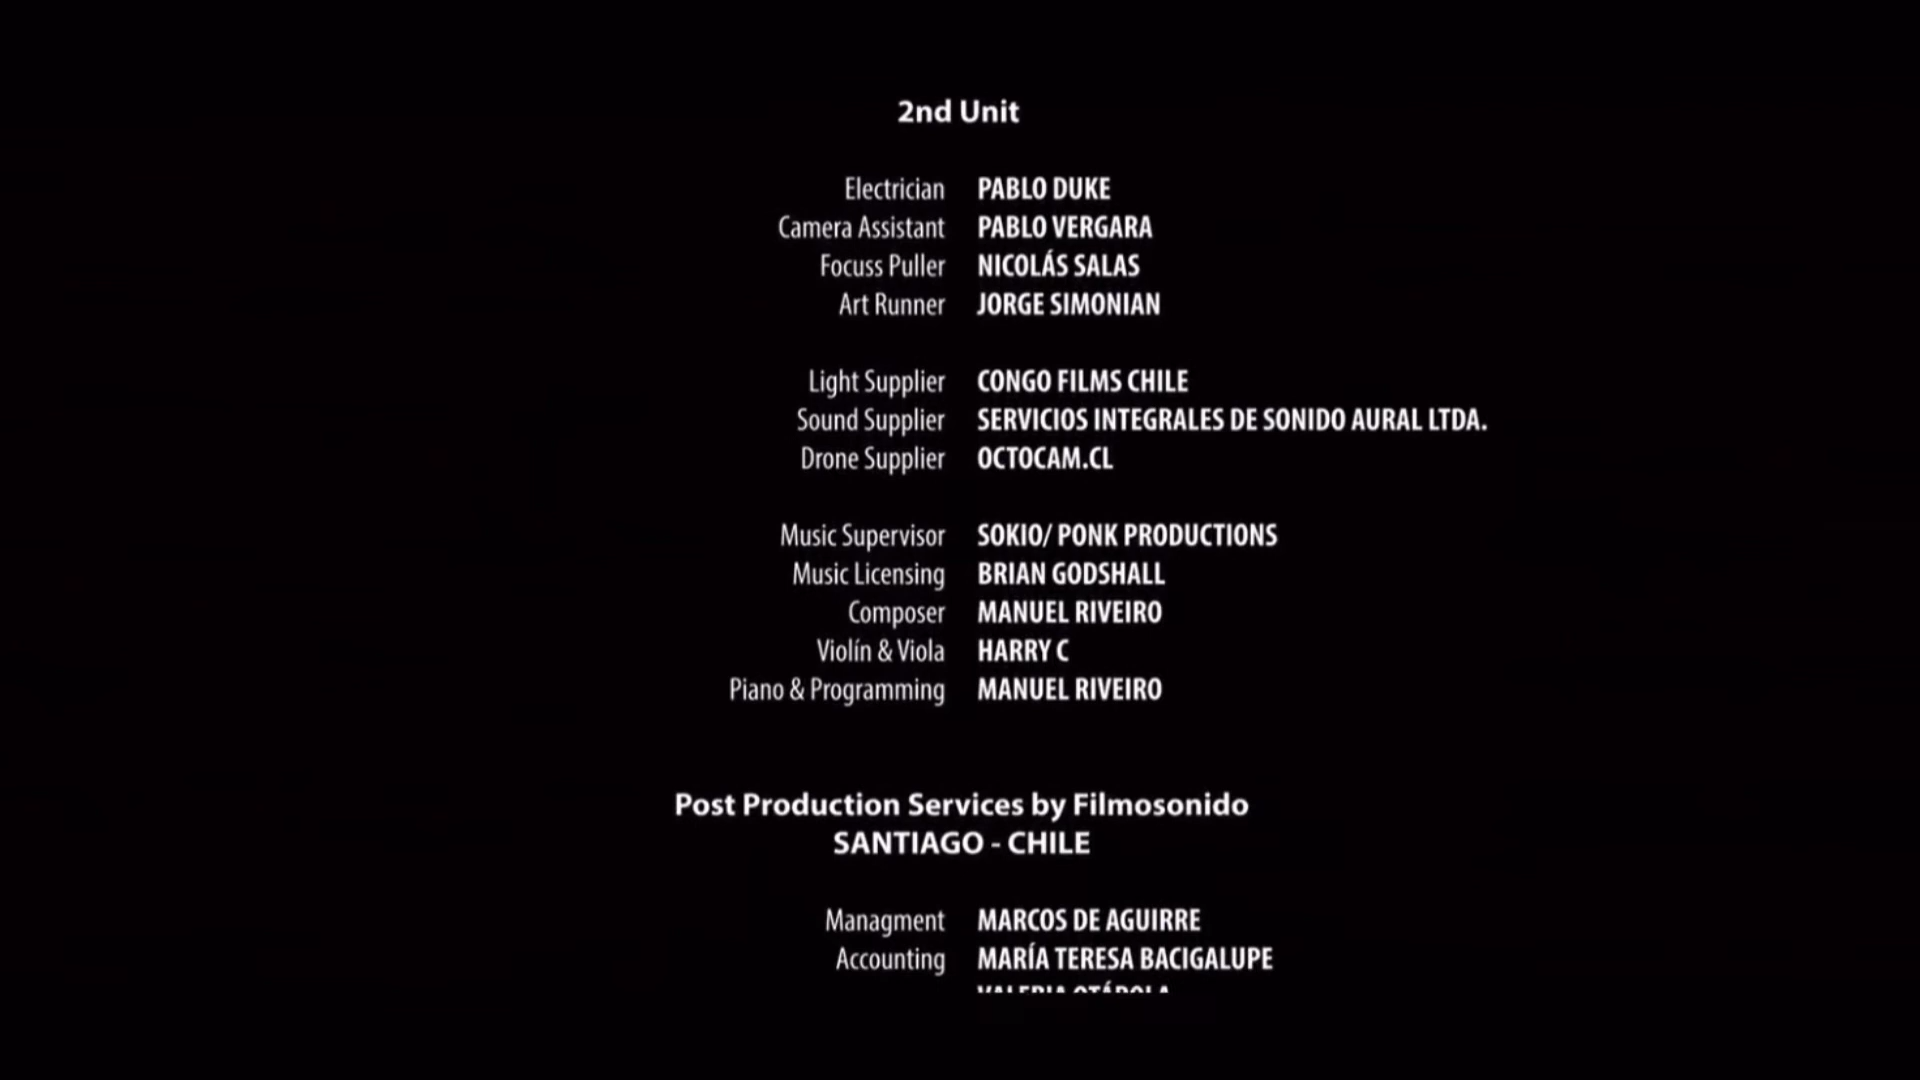 2nd Unit
Electrician PABLO DUKE
Camera Assistant PABLO VERGARA
Focuss Puller NICOLÁS SALAS
Art Runner JORGE SIMONIAN
Light Supplier CONGO FILMS CHILE
Sound Supplier SERVICIOS INTEGRALES DE SONIDO AURAL LTDA.
Drone Supplier OCTOCAM.CL
Music Supervisor SOKIO/ PONK PRODUCTIONS
Music Licensing BRIAN GODSHALL
Composer MANUEL RIVEIRO
Violín & Viola HARRY C
Piano & Programming MANUEL RIVEIRO
Post Production Services by Filmosonido
SANTIAGO - CHILE
Managment MARCOS DE AGUIRRE
Accounting MARÍA TERESA BACIGALUPE
VALERIA